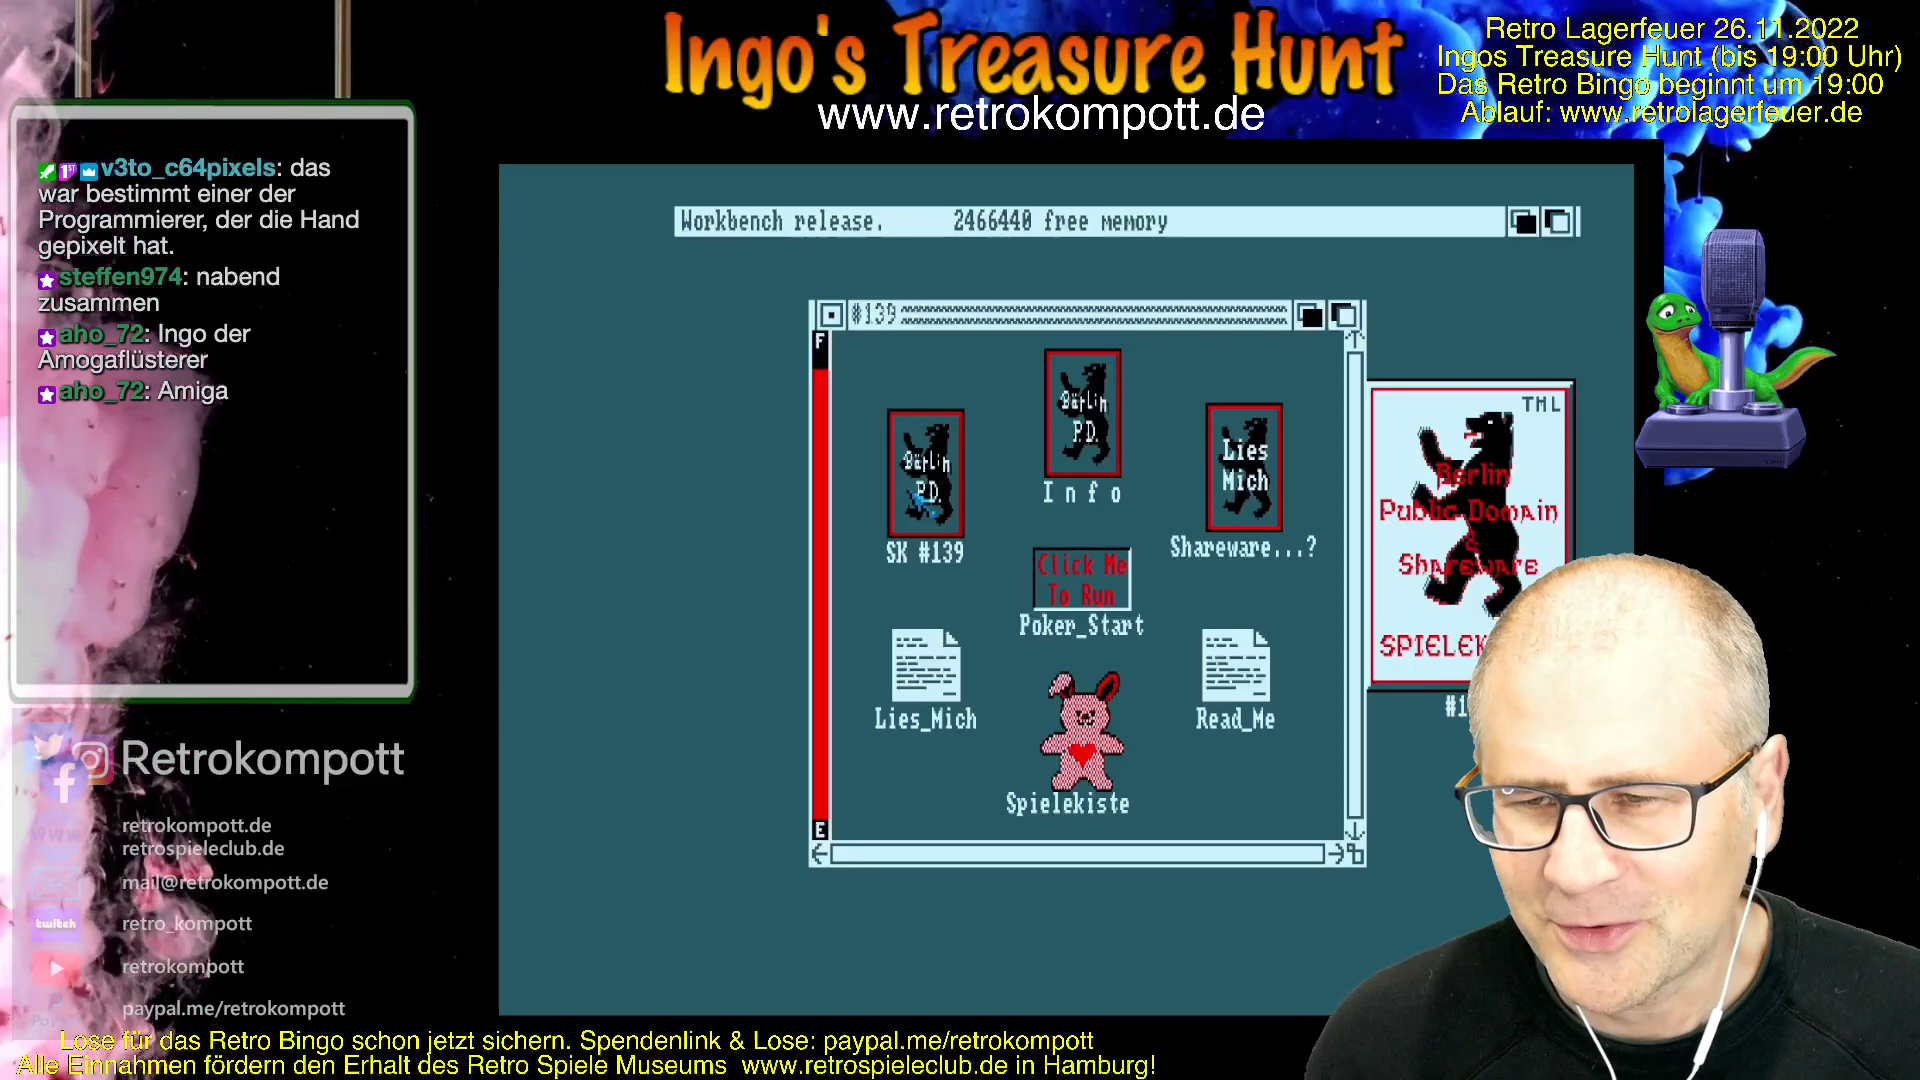 Ingo's Treasure Hunt
www.retrokompott.de
Retro Lagerfeuer 26.11.2022
Ingos Treasure Hunt (bis 19:00 Uhr)
Das Retro Bingo beginnt um 19:00
Ablauf: www.retrolagerfeuer.de
v3to_c64pixels: das
war bestimmt einer der
Programmierer, der die Hand
gepixelt hat.
steffen974: nabend
zusammen
aho_72: Ingo der
Amogaflüsterer
aho_72: Amiga
Workbench release. 2466440 free memory
#139
F
E
Bärlin
P.D.
SK #139
Bärlin
P.D.
Info
Lies
Mich
Shareware...?
Click Me
To Run
Poker_Start
Lies_Mich
Read_Me
Spielekiste
TML
Berlin
Public Domain
&
Shareware
Retrokompott
retrokompott.de
retrospieleclub.de
mail@retrokompott.de
twitch
retro_kompott
retrokompott
paypal.me/retrokompott
Lose für das Retro Bingo schon jetzt sichern. Spendenlink & Lose: paypal.me/retrokompott
Alle Einnahmen fördern den Erhalt des Retro Spiele Museums www.retrospieleclub.de in Hamburg!